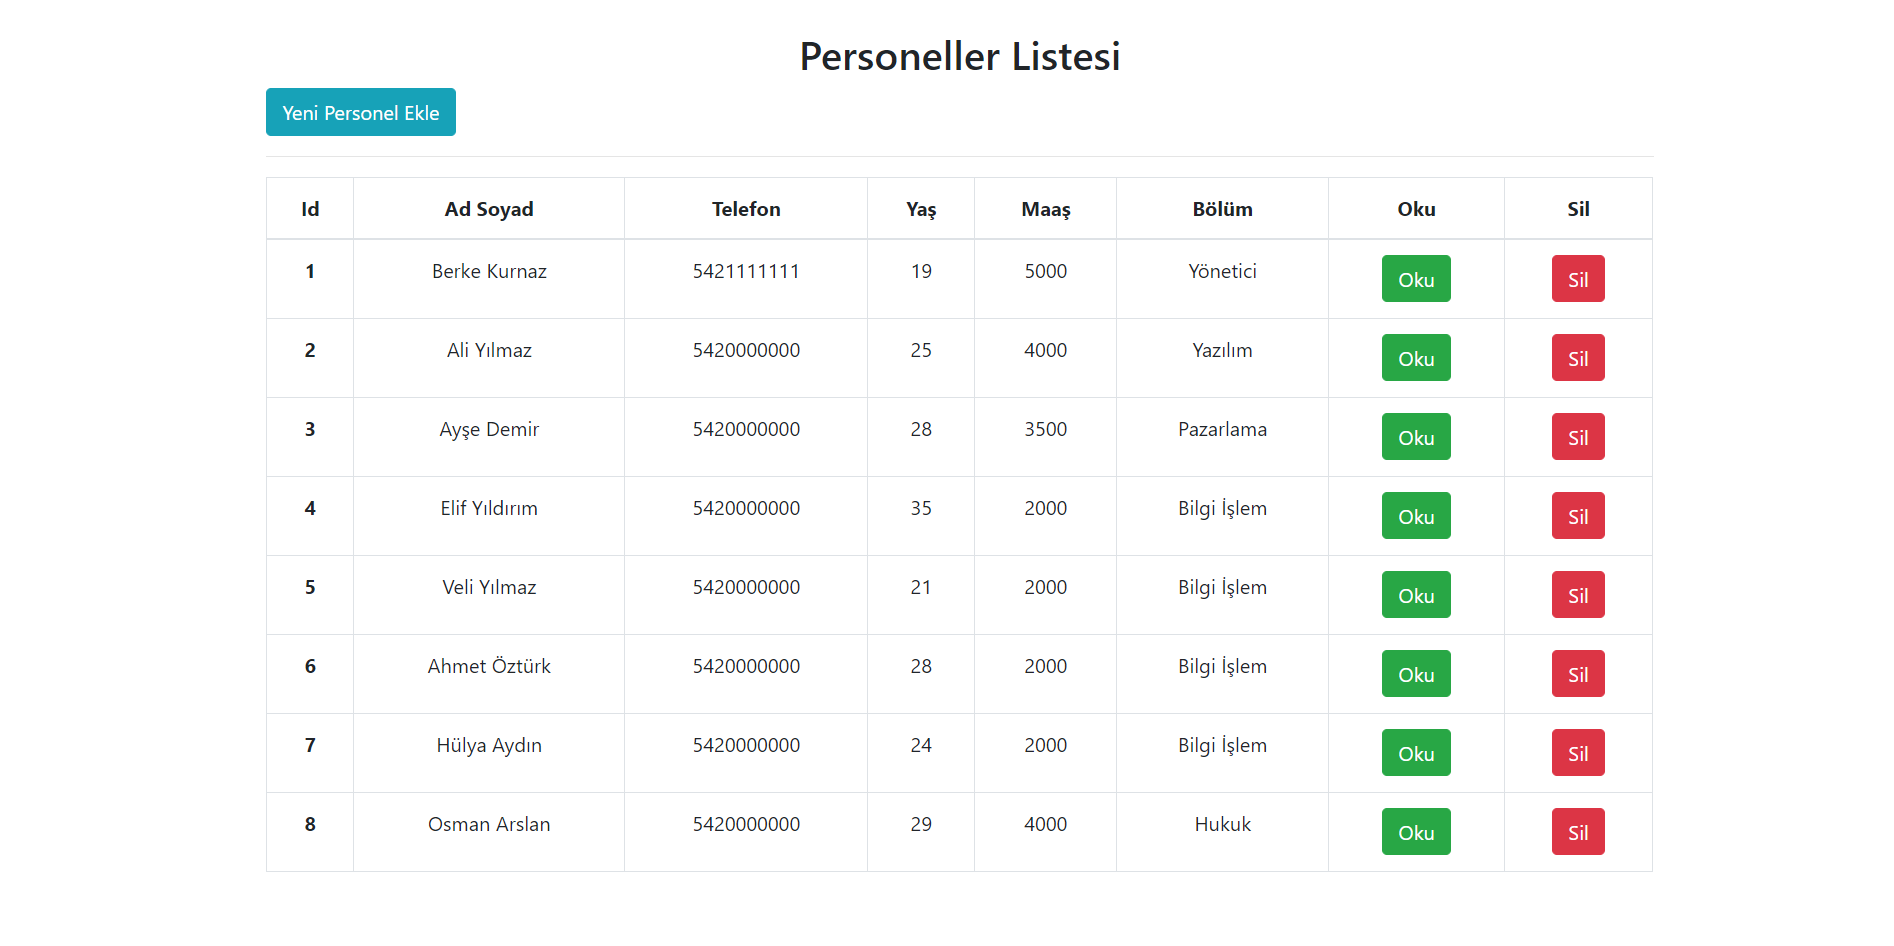 Personeller Listesi
Yeni Personel Ekle
Id Ad Soyad Telefon Yaş Maaş Bölüm Oku Sil
1 Berke Kurnaz 5421111111 19 5000 Yönetici Oku Sil
2 Ali Yılmaz 5420000000 25 4000 Yazılım Oku Sil
3 Ayşe Demir 5420000000 28 3500 Pazarlama Oku Sil
4 Elif Yıldırım 5420000000 35 2000 Bilgi İşlem Oku Sil
5 Veli Yılmaz 5420000000 21 2000 Bilgi İşlem Oku Sil
6 Ahmet Öztürk 5420000000 28 2000 Bilgi İşlem Oku Sil
7 Hülya Aydın 5420000000 24 2000 Bilgi İşlem Oku Sil
8 Osman Arslan 5420000000 29 4000 Hukuk Oku Sil